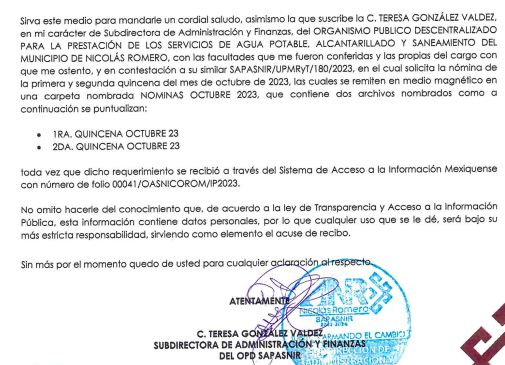 Sirva este medio para mandarle un cordial saludo, asimismo la que suscribe la C. TERESA GONZÁLEZ VALDEZ,
en mi carácter de Subdirectora de Administración y Finanzas, del ORGANISMO PUBLICO DESCENTRALIZADO
PARA LA PRESTACIÓN DE LOS SERVICIOS DE AGUA POTABLE, ALCANTARILLADO Y SANEAMIENTO DEL
MUNICIPIO DE NICOLÁS ROMERO, con las facultades que me fueron conferidas y las propias del cargo con
que me ostento, y en contestación a su similar SAPASNIR/UPMRyT/180/2023, en el cual solicita la nómina de
la primera y segunda quincena del mes de octubre de 2023, las cuales se remiten en medio magnético en
una carpeta nombrada NOMINAS OCTUBRE 2023, que contiene dos archivos nombrados como a
continuación se puntualizan:
• 1RA. QUINCENA OCTUBRE 23
• 2DA. QUINCENA OCTUBRE 23
toda vez que dicho requerimiento se recibió a través del Sistema de Acceso a la Información Mexiquense
con número de folio 00041/OASNICOROM/IP2023.
No omito hacerle del conocimiento que, de acuerdo a la ley de Transparencia y Acceso a la Información
Pública, esta información contiene datos personales, por lo que cualquier uso que se le dé, será bajo su
más estricta responsabilidad, sirviendo como elemento el acuse de recibo.
Sin más por el momento quedo de usted para cualquier aclaración al respecto.
ATENTAMENTE
Nicolás Romero
SAPASNIR
2022-2024
C. TERESA GONZÁLEZ VALDEZ
FORMANDO EL CAMBIO
SUBDIRECTORA DE ADMINISTRACIÓN Y FINANZAS
SUBDIRECCIÓN DE
DEL OPD SAPASNIR
ADMINISTRACIÓN Y